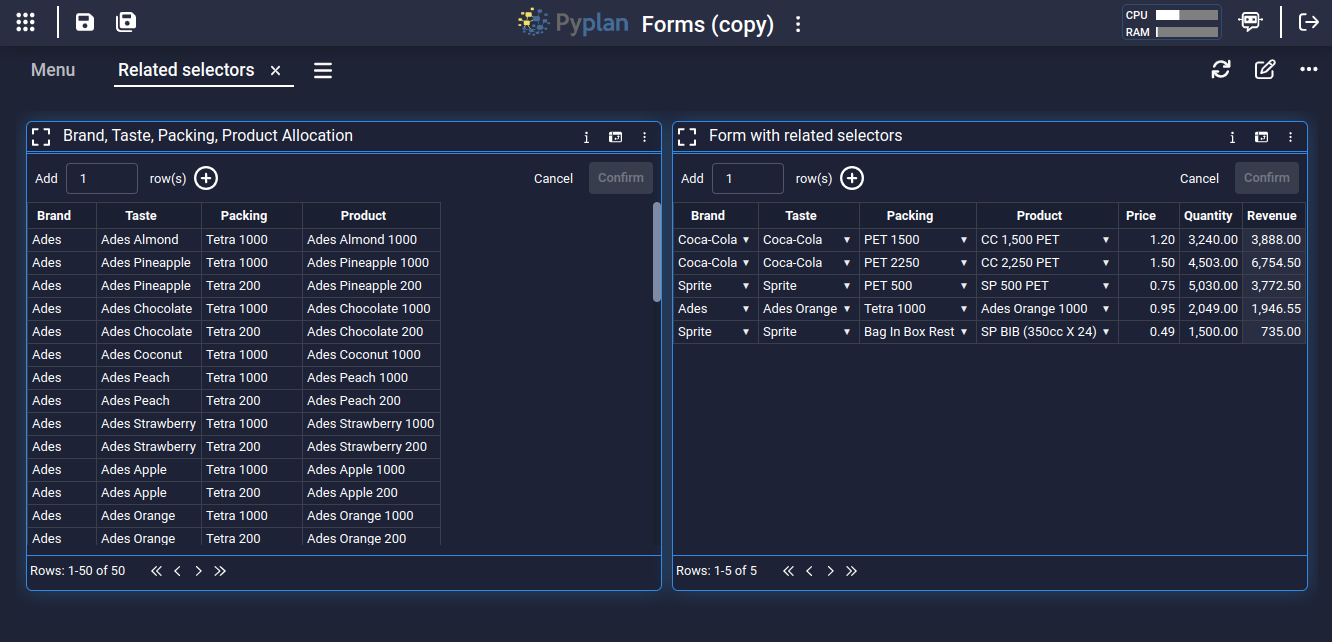 Pyplan Forms (copy)
CPU
RAM
Menu Related selectors
Brand, Taste, Packing, Product Allocation
Add 1 row(s) Cancel Confirm
Brand Taste Packing Product
Ades Ades Almond Tetra 1000 Ades Almond 1000
Ades Ades Pineapple Tetra 1000 Ades Pineapple 1000
Ades Ades Pineapple Tetra 200 Ades Pineapple 200
Ades Ades Chocolate Tetra 1000 Ades Chocolate 1000
Ades Ades Chocolate Tetra 200 Ades Chocolate 200
Ades Ades Coconut Tetra 1000 Ades Coconut 1000
Ades Ades Peach Tetra 1000 Ades Peach 1000
Ades Ades Peach Tetra 200 Ades Peach 200
Ades Ades Strawberry Tetra 1000 Ades Strawberry 1000
Ades Ades Strawberry Tetra 200 Ades Strawberry 200
Ades Ades Apple Tetra 1000 Ades Apple 1000
Ades Ades Apple Tetra 200 Ades Apple 200
Ades Ades Orange Tetra 1000 Ades Orange 1000
Ades Ades Orange Tetra 200 Ades Orange 200
Rows: 1-50 of 50
Form with related selectors
Add 1 row(s) Cancel Confirm
Brand Taste Packing Product Price Quantity Revenue
Coca-Cola Coca-Cola PET 1500 CC 1,500 PET 1.20 3,240.00 3,888.00
Coca-Cola Coca-Cola PET 2250 CC 2,250 PET 1.50 4,503.00 6,754.50
Sprite Sprite PET 500 SP 500 PET 0.75 5,030.00 3,772.50
Ades Ades Orange Tetra 1000 Ades Orange 1000 0.95 2,049.00 1,946.55
Sprite Sprite Bag In Box Rest SP BIB (350cc X 24) 0.49 1,500.00 735.00
Rows: 1-5 of 5